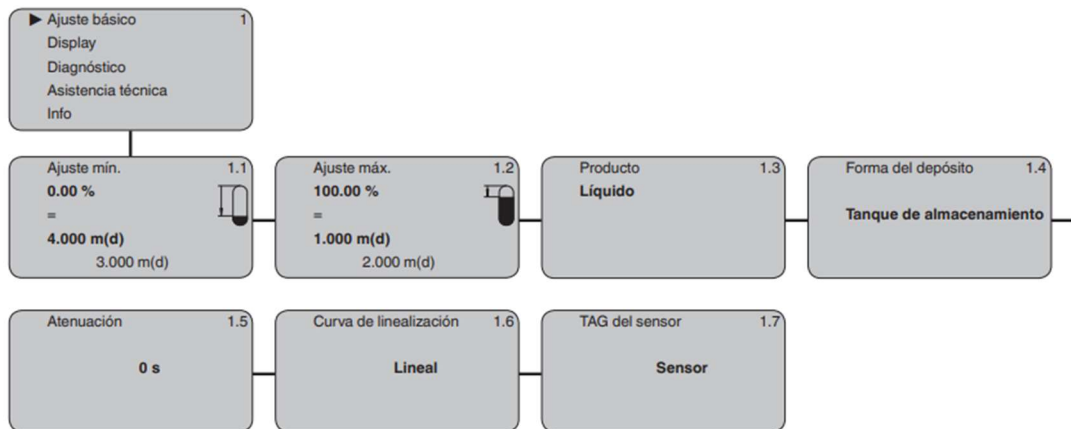 ▶ Ajuste básico 1
Display
Diagnóstico
Asistencia técnica
Info
Ajuste mín. 1.1
0.00 %
=
4.000 m(d)
3.000 m(d)
Ajuste máx. 1.2
100.00 %
=
1.000 m(d)
2.000 m(d)
Producto 1.3
Líquido
Forma del depósito 1.4
Tanque de almacenamiento
Atenuación 1.5
0 s
Curva de linealización 1.6
Lineal
TAG del sensor 1.7
Sensor